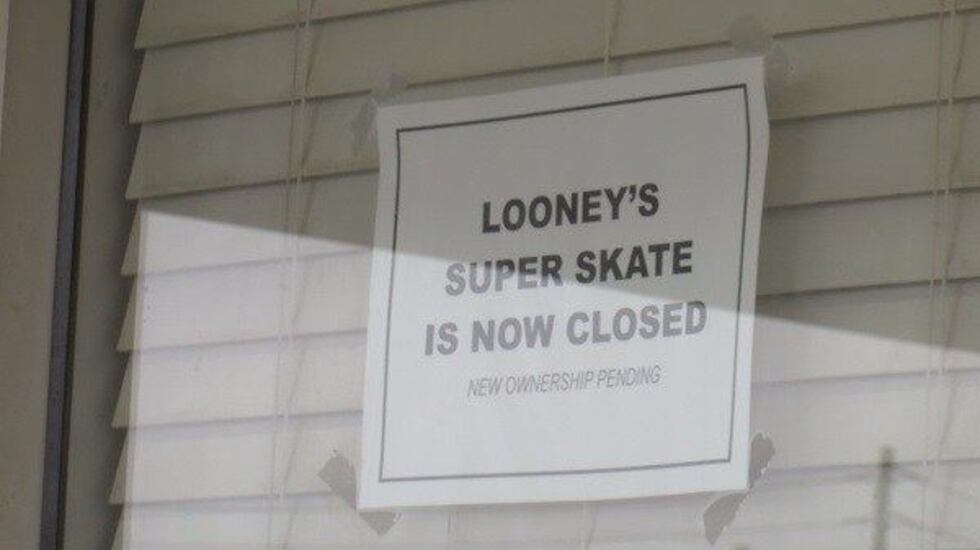 LOONEY'S
SUPER SKATE
IS NOW CLOSED
NEW OWNERSHIP PENDING